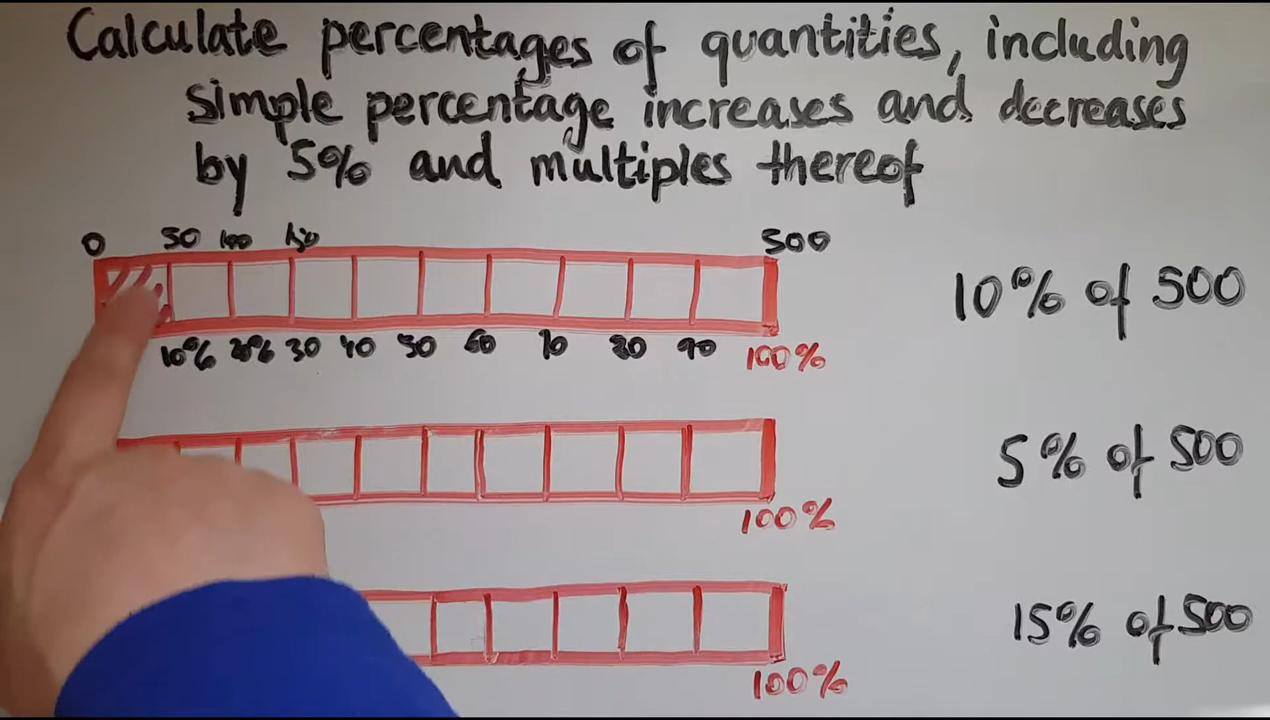 Calculate percentages of quantities, including
simple percentage increases and decreases
by 5% and multiples thereof
0 50 100 150 500
10% of 500
10% 20% 30 40 50 60 70 80 90 100%
5% of 500
100%
15% of 500
100%